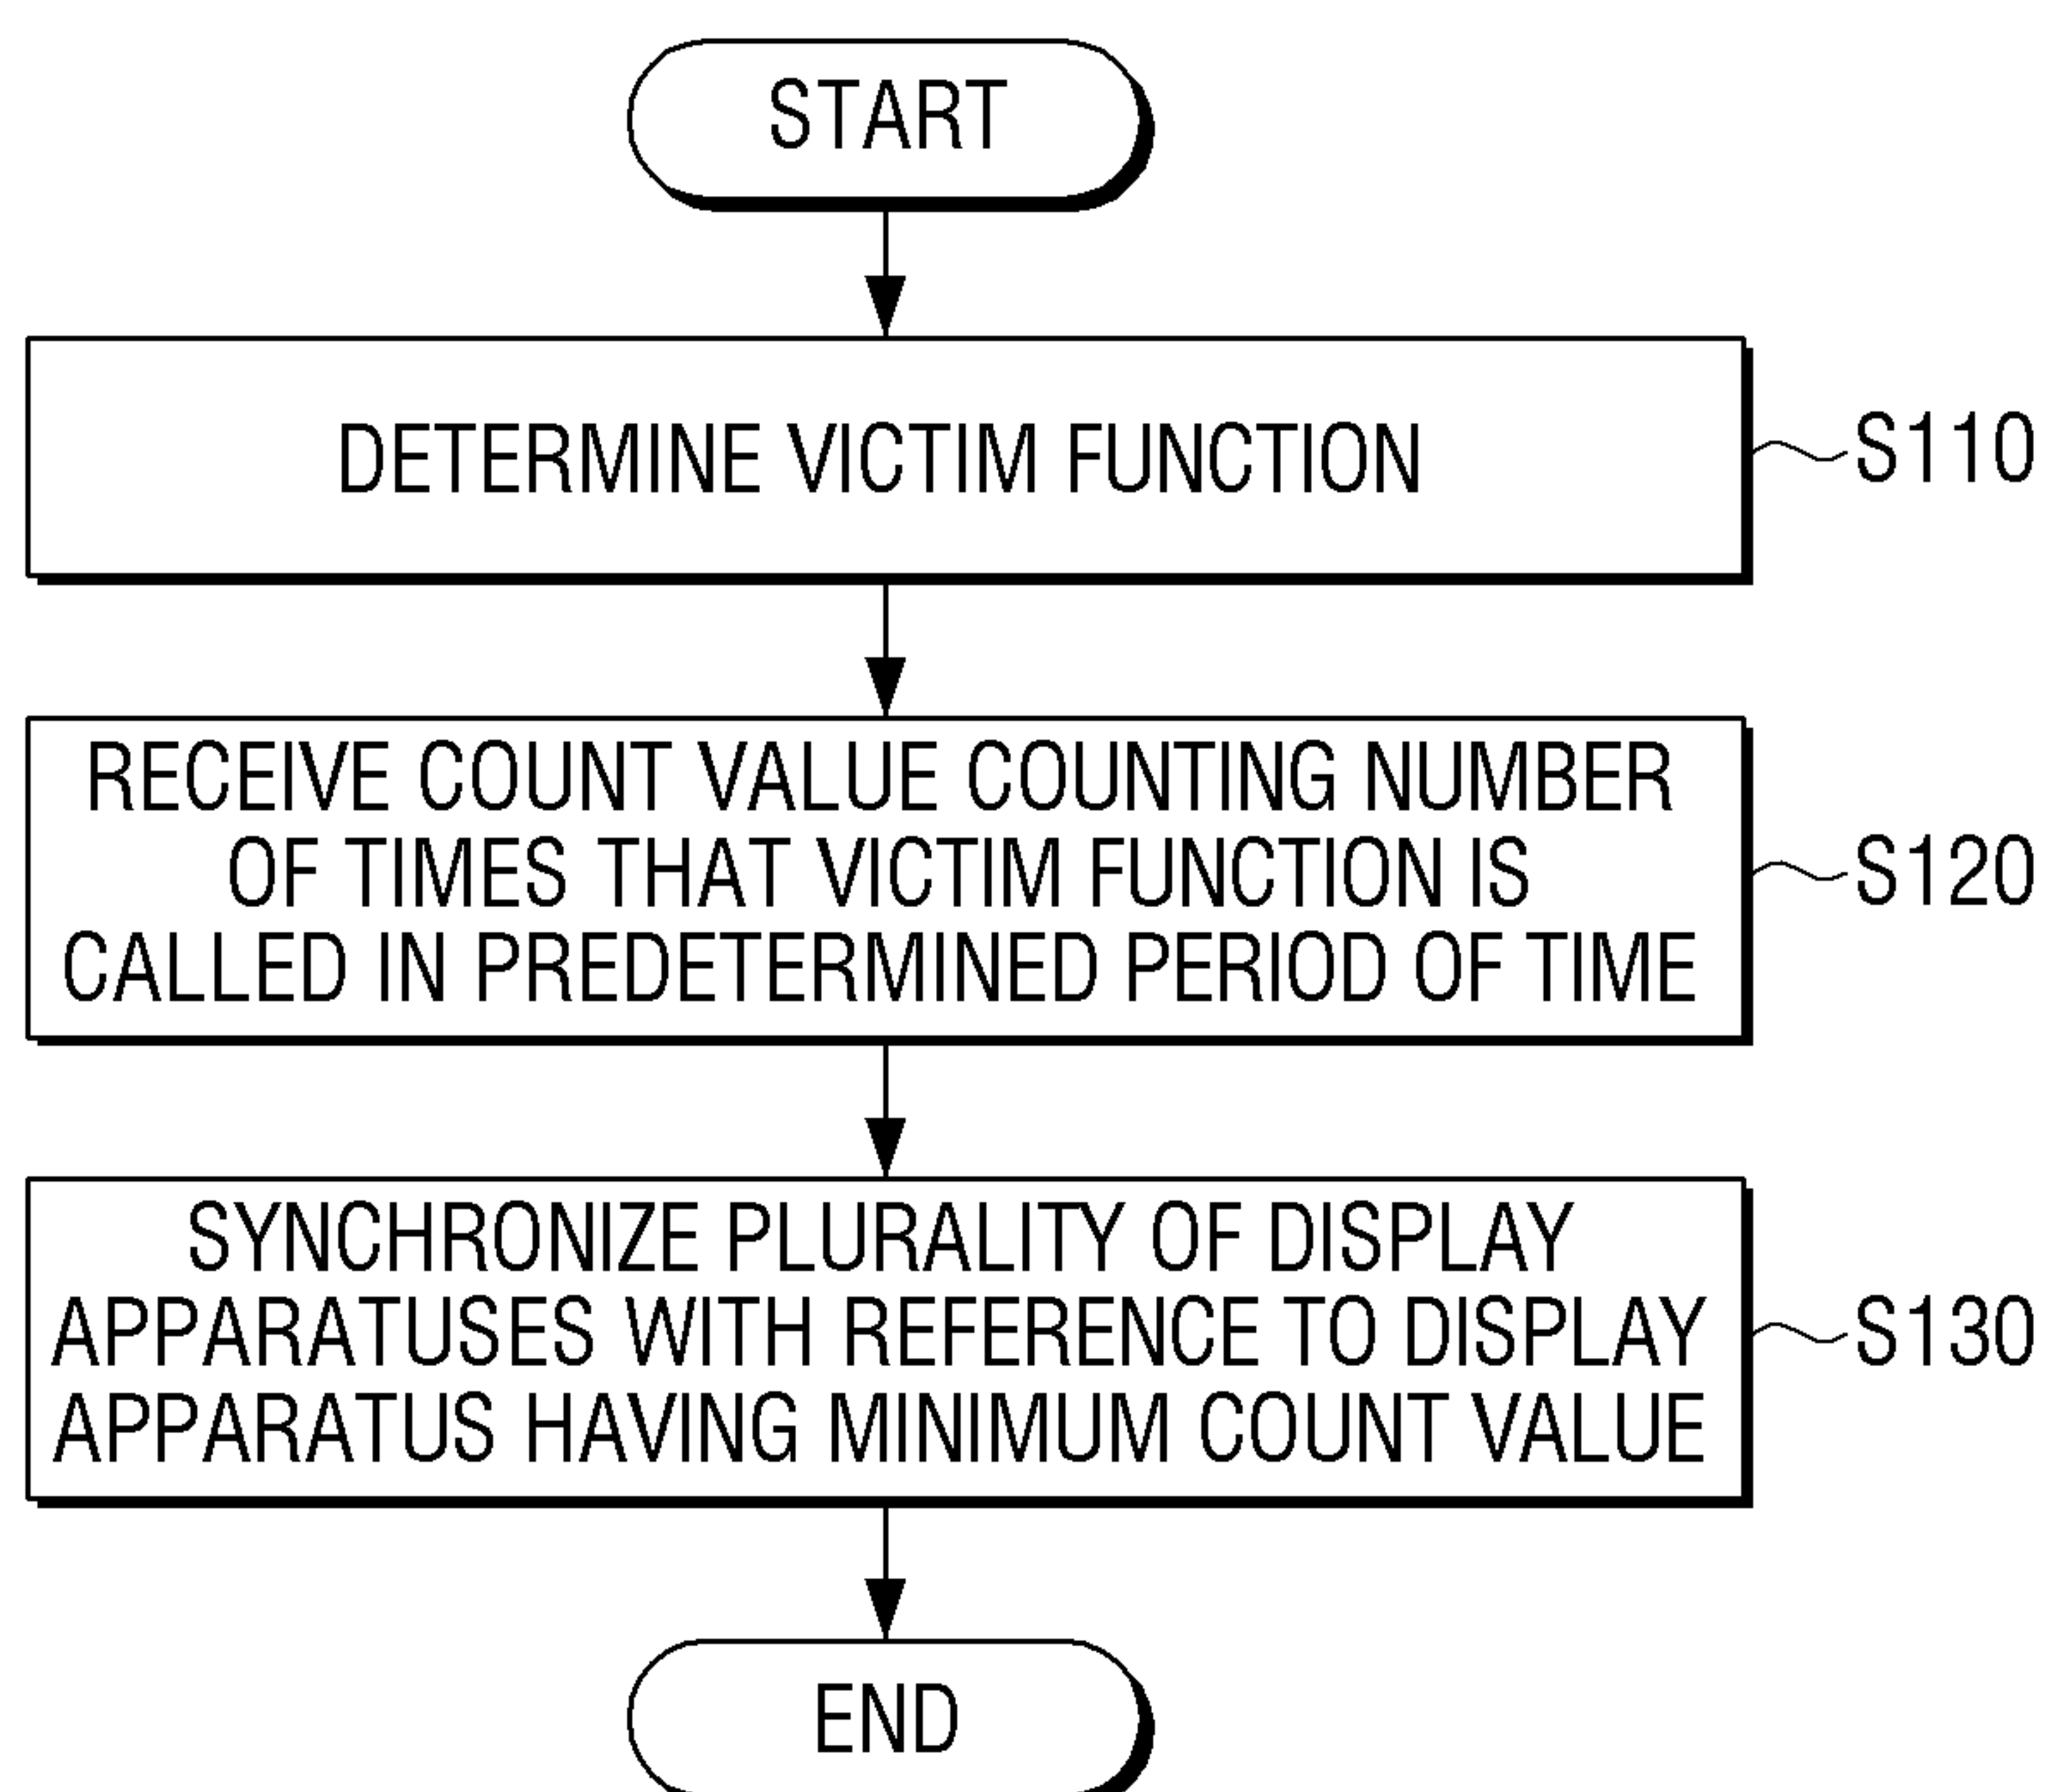 START
DETERMINE VICTIM FUNCTION
S110
RECEIVE COUNT VALUE COUNTING NUMBER
OF TIMES THAT VICTIM FUNCTION IS
CALLED IN PREDETERMINED PERIOD OF TIME
S120
SYNCHRONIZE PLURALITY OF DISPLAY
APPARATUSES WITH REFERENCE TO DISPLAY
APPARATUS HAVING MINIMUM COUNT VALUE
S130
END